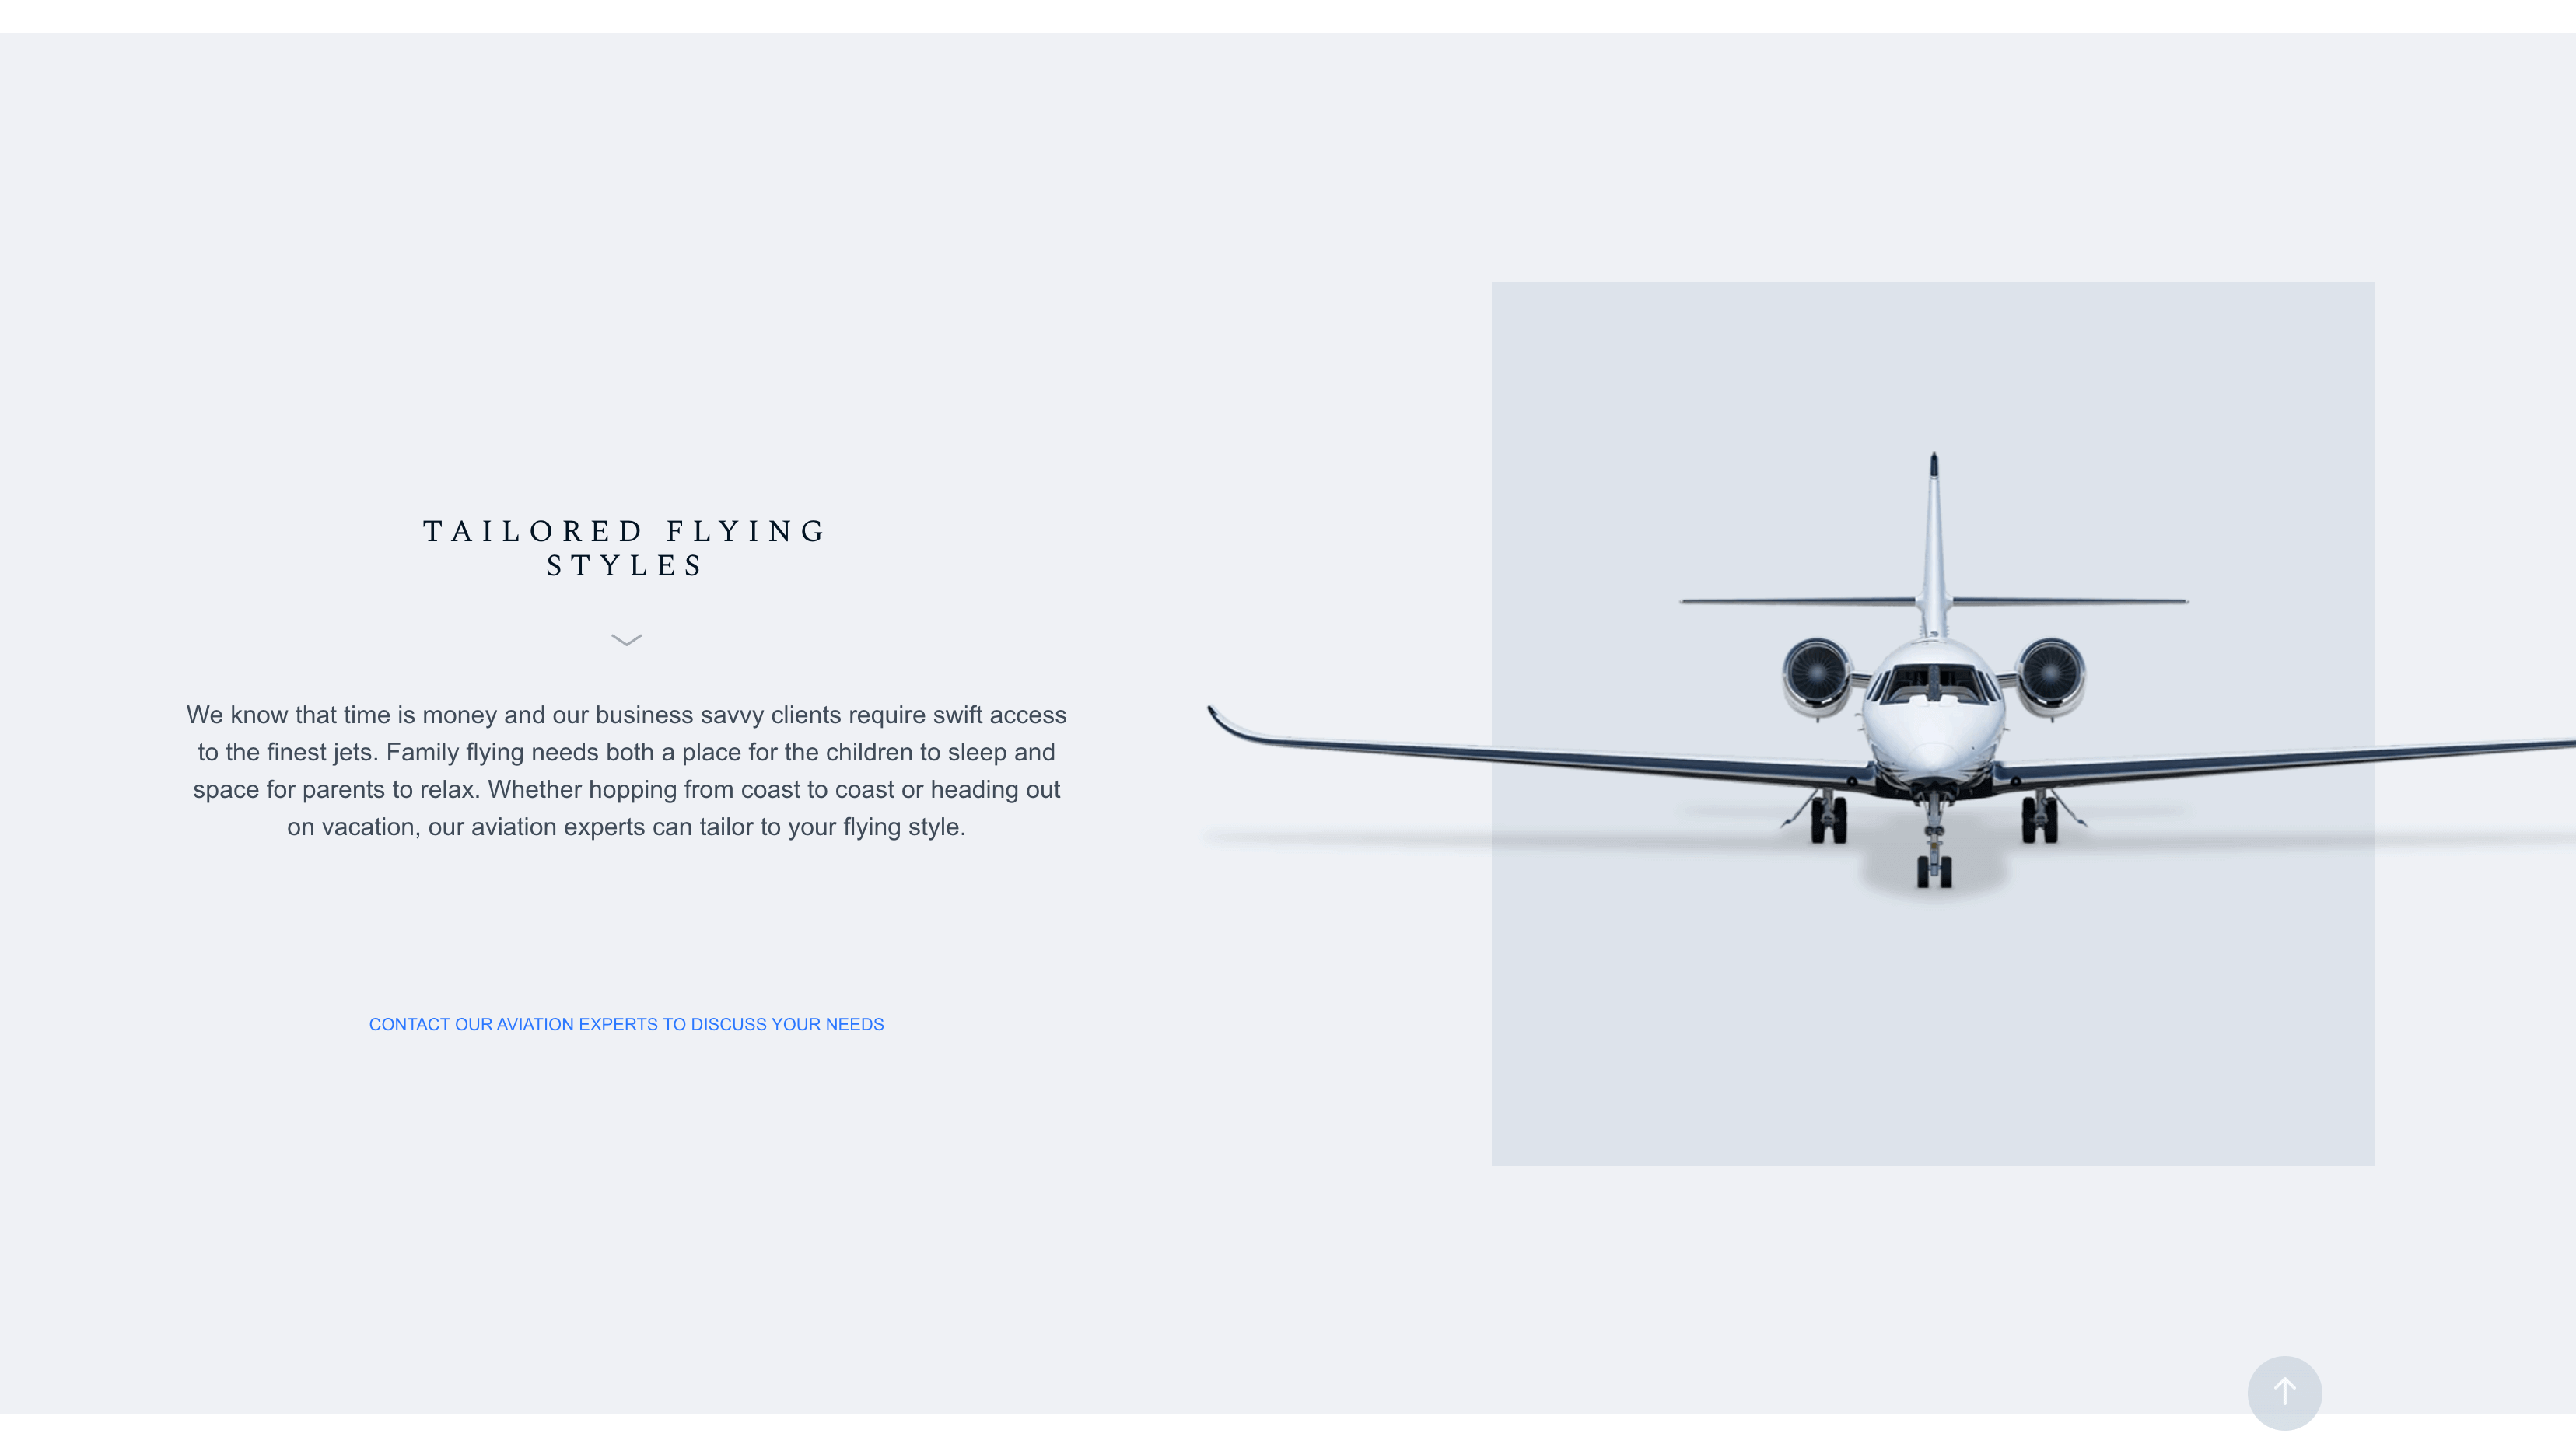 TAILORED FLYING
STYLES
We know that time is money and our business savvy clients require swift access
to the finest jets. Family flying needs both a place for the children to sleep and
space for parents to relax. Whether hopping from coast to coast or heading out
on vacation, our aviation experts can tailor to your flying style.
CONTACT OUR AVIATION EXPERTS TO DISCUSS YOUR NEEDS